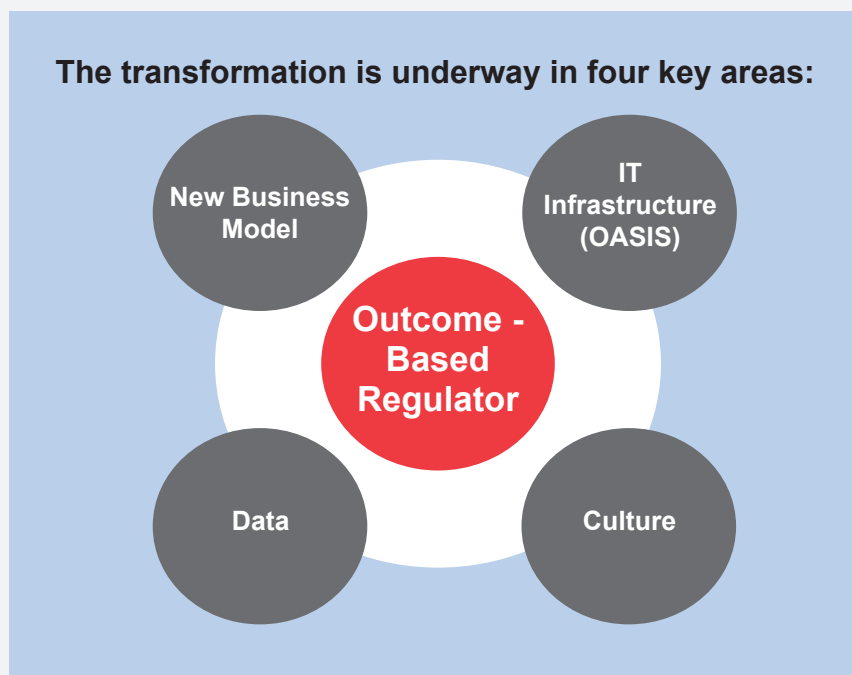 The transformation is underway in four key areas:
New Business
Model
IT
Infrastructure
(OASIS)
Outcome -
Based
Regulator
Data
Culture